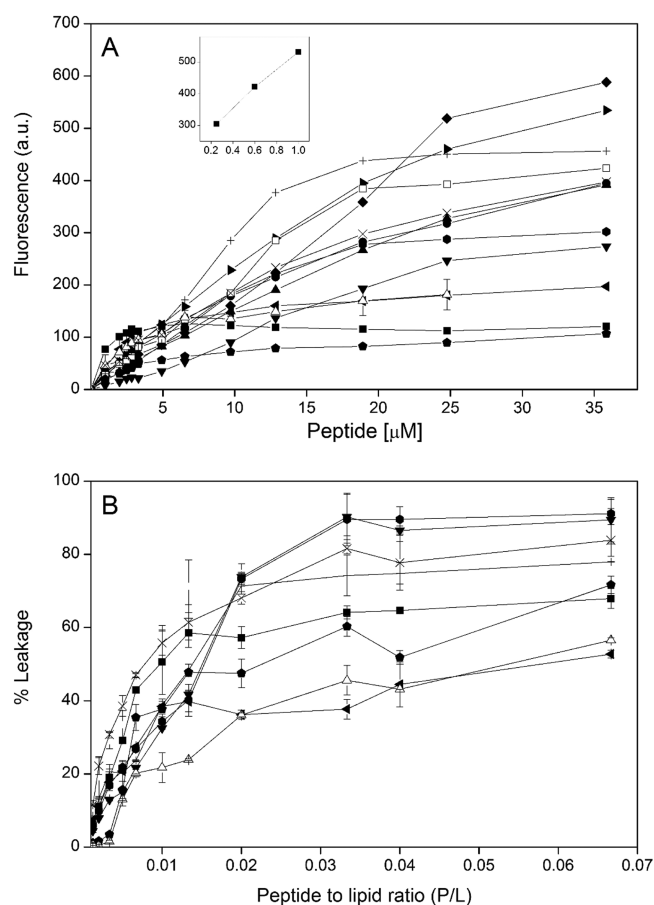 A
Fluorescence (a.u.)
700
600
500
400
300
200
100
0
500
400
300
0.2 0.4 0.6 0.8 1.0
0 5 10 15 20 25 30 35
Peptide [μM]
B
% Leakage
100
80
60
40
20
0
0.01 0.02 0.03 0.04 0.05 0.06 0.07
Peptide to lipid ratio (P/L)